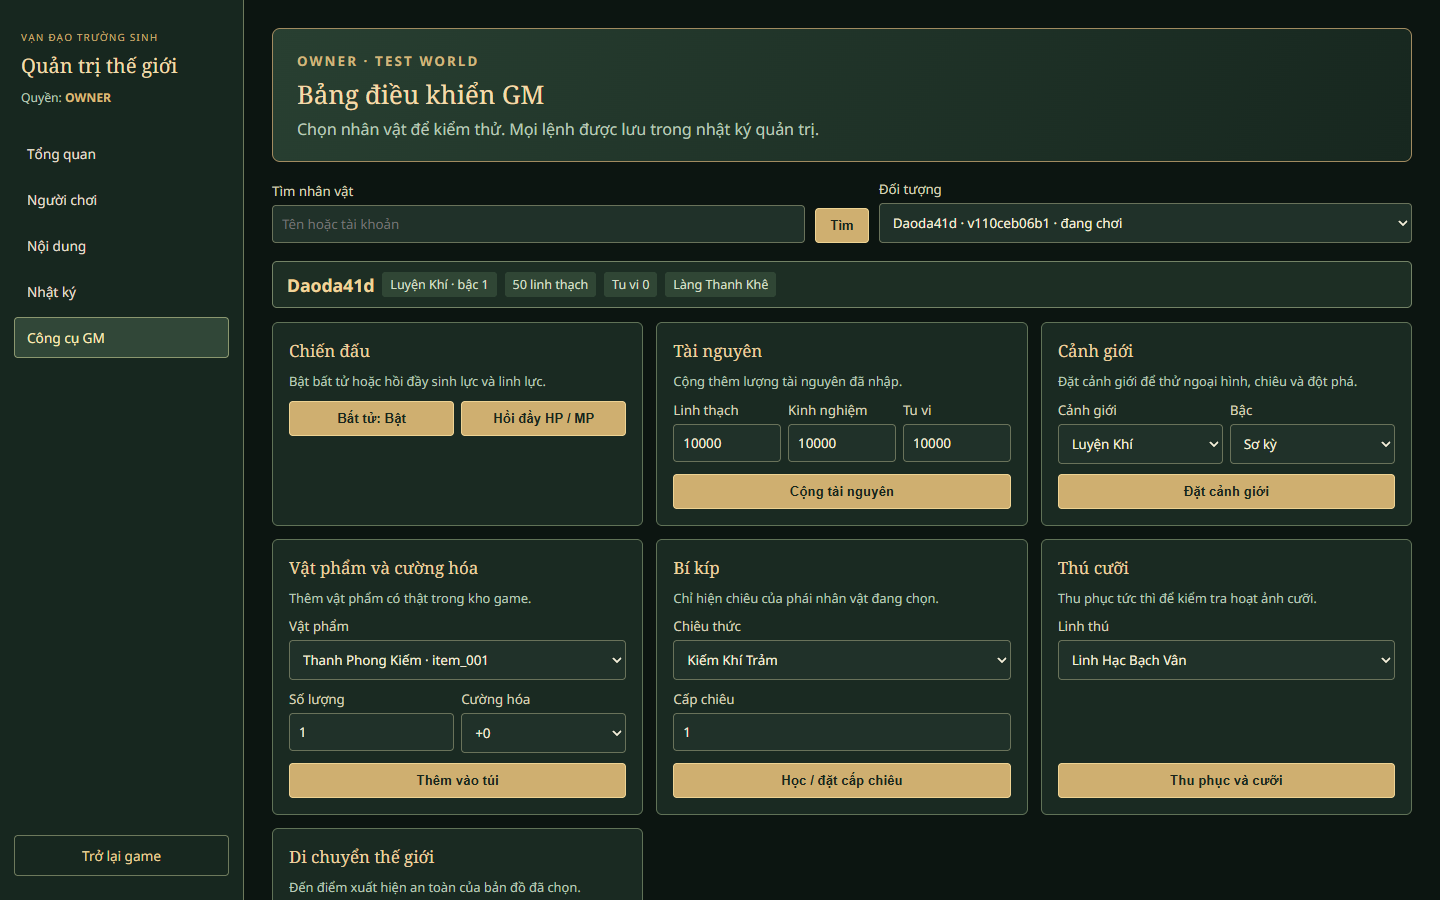 VẠN ĐẠO TRƯỜNG SINH
Quản trị thế giới
Quyền: OWNER
Tổng quan
Người chơi
Nội dung
Nhật ký
Công cụ GM
Trở lại game
OWNER · TEST WORLD
Bảng điều khiển GM
Chọn nhân vật để kiểm thử. Mọi lệnh được lưu trong nhật ký quản trị.
Tìm nhân vật
Tên hoặc tài khoản
Tìm
Đối tượng
Daoda41d · v110ceb06b1 · đang chơi
Daoda41d Luyện Khí · bậc 1 50 linh thạch Tu vi 0 Làng Thanh Khê
Chiến đấu
Bật bất tử hoặc hồi đầy sinh lực và linh lực.
Bất tử: Bật Hồi đầy HP / MP
Tài nguyên
Cộng thêm lượng tài nguyên đã nhập.
Linh thạch Kinh nghiệm Tu vi
10000 10000 10000
Cộng tài nguyên
Cảnh giới
Đặt cảnh giới để thử ngoại hình, chiêu và đột phá.
Cảnh giới Bậc
Luyện Khí Sơ kỳ
Đặt cảnh giới
Vật phẩm và cường hóa
Thêm vật phẩm có thật trong kho game.
Vật phẩm
Thanh Phong Kiếm · item_001
Số lượng Cường hóa
1 +0
Thêm vào túi
Bí kíp
Chỉ hiện chiêu của phái nhân vật đang chọn.
Chiêu thức
Kiếm Khí Trảm
Cấp chiêu
1
Học / đặt cấp chiêu
Thú cưỡi
Thu phục tức thì để kiểm tra hoạt ảnh cưỡi.
Linh thú
Linh Hạc Bạch Vân
Thu phục và cưỡi
Di chuyển thế giới
Đến điểm xuất hiện an toàn của bản đồ đã chọn.